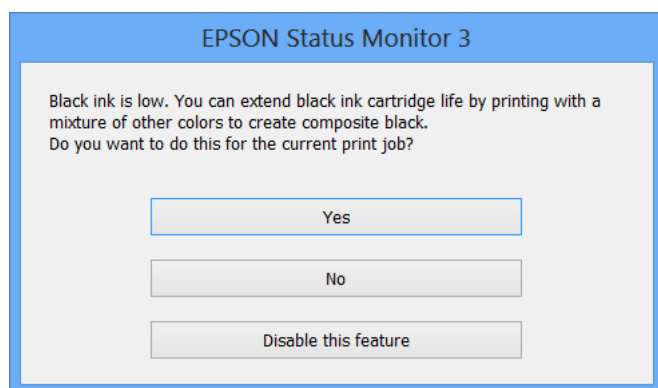 EPSON Status Monitor 3
Black ink is low. You can extend black ink cartridge life by printing with a
mixture of other colors to create composite black.
Do you want to do this for the current print job?
Yes
No
Disable this feature